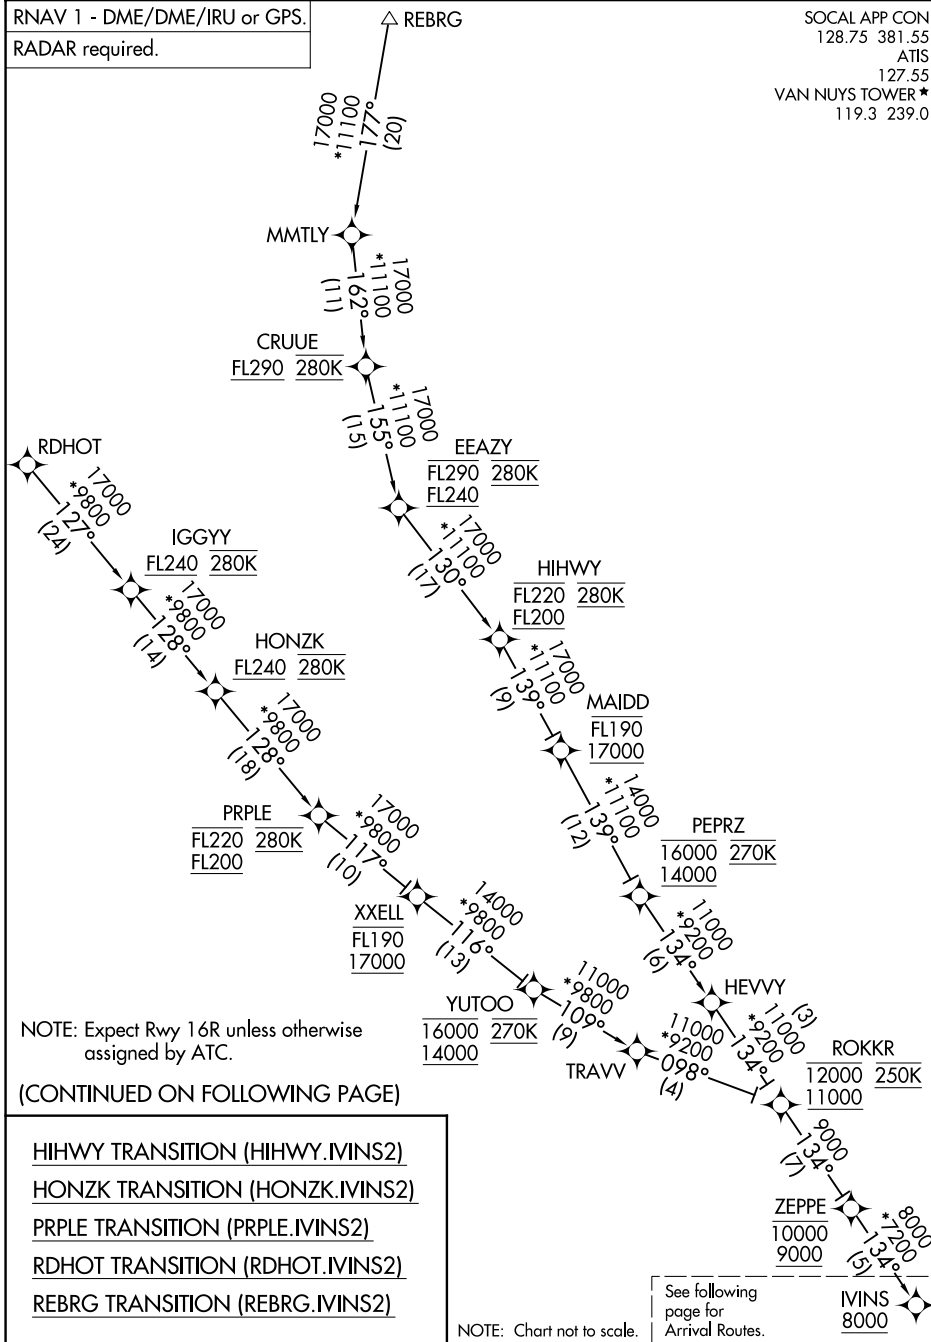 RNAV 1 - DME/DME/IRU or GPS.
RADAR required.
SOCAL APP CON
128.75 381.55
ATIS
127.55
VAN NUYS TOWER★
119.3 239.0
REBRG
17000
*11100
177°
(20)
MMTLY
17000
*11100
162°
(11)
CRUUE
FL290 280K
17000
*11100
155°
(15)
EEAZY
FL290 280K
FL240
17000
*11100
130°
(17)
HIHWY
FL220 280K
FL200
17000
*11100
139°
(9)
MAIDD
FL190
17000
14000
*11100
139°
(12)
PEPRZ
16000 270K
14000
11000
*9200
134°
(6)
HEVVY
(3)
11000
*9200
134°
ROKKR
12000 250K
11000
RDHOT
17000
*9800
127°
(24)
IGGYY
FL240 280K
17000
*9800
128°
(14)
HONZK
FL240 280K
17000
*9800
128°
(18)
PRPLE
FL220 280K
FL200
17000
*9800
117°
(10)
XXELL
FL190
17000
14000
*9800
116°
(13)
YUTOO
16000 270K
14000
11000
*9800
109°
(9)
TRAVV
11000
*9200
098°
(4)
9000
134°
(7)
ZEPPE
10000
9000
8000
*7200
134°
(5)
IVINS
8000
See following
page for
Arrival Routes.
NOTE: Expect Rwy 16R unless otherwise
assigned by ATC.
(CONTINUED ON FOLLOWING PAGE)
HIHWY TRANSITION (HIHWY.IVINS2)
HONZK TRANSITION (HONZK.IVINS2)
PRPLE TRANSITION (PRPLE.IVINS2)
RDHOT TRANSITION (RDHOT.IVINS2)
REBRG TRANSITION (REBRG.IVINS2)
NOTE: Chart not to scale.